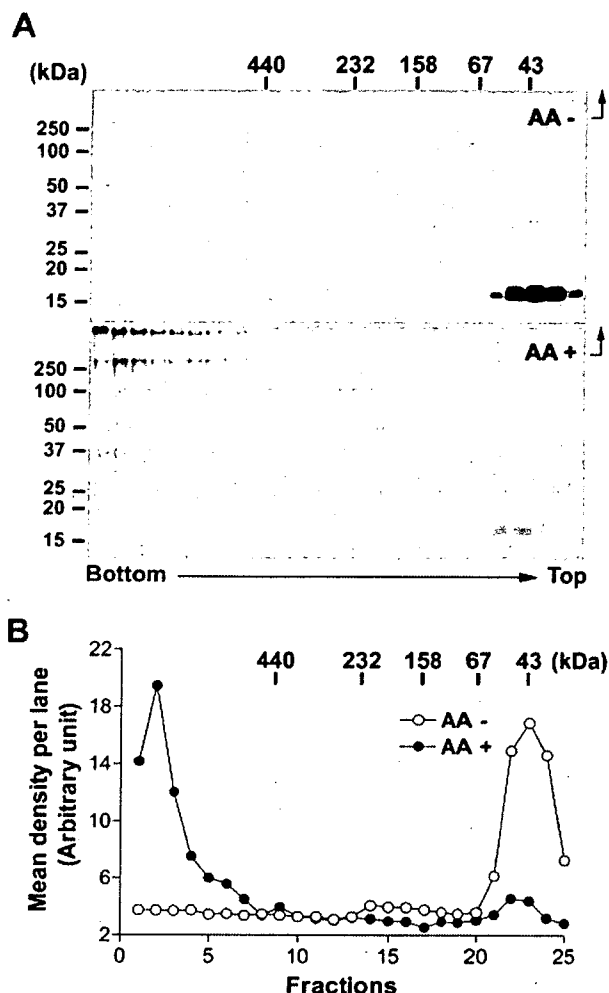 A
(kDa) 440 232 158 67 43
AA -
250
100
50
37
25
20
15
AA +
250
100
50
37
25
20
15
Bottom Top
B
Mean density per lane
(Arbitrary unit)
22
18
14
10
6
2
440 232 158 67 43 (kDa)
AA -
AA +
0 5 10 15 20 25
Fractions